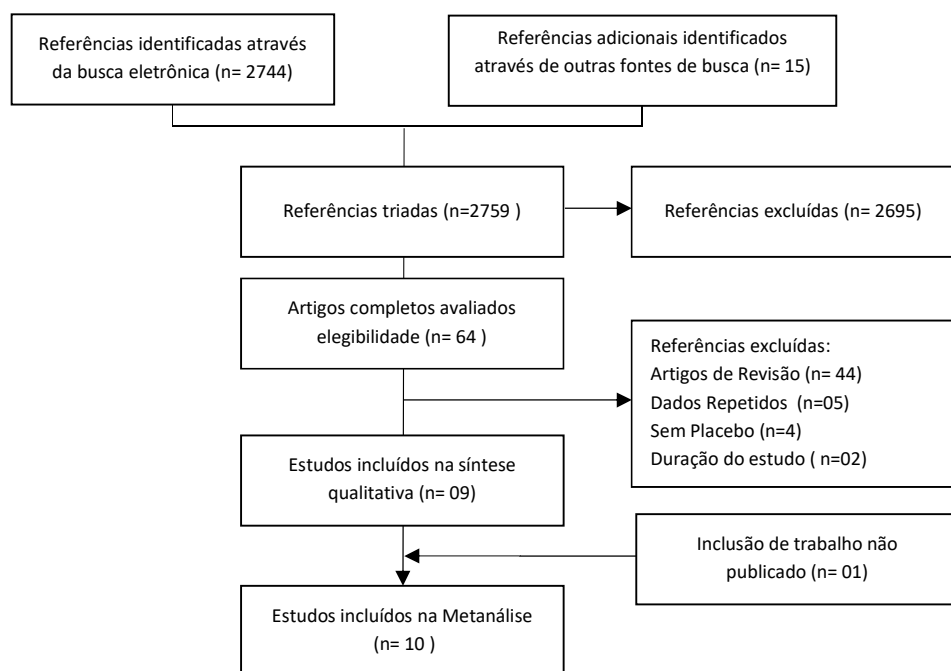 Referências identificadas através
da busca eletrônica (n= 2744)
Referências adicionais identificados
através de outras fontes de busca (n= 15)
Referências triadas (n=2759 )
Referências excluídas (n= 2695)
Artigos completos avaliados
elegibilidade (n= 64 )
Referências excluídas:
Artigos de Revisão (n= 44)
Dados Repetidos  (n=05)
Sem Placebo (n=4)
Duração do estudo ( n=02)
Estudos incluídos na síntese
qualitativa (n= 09)
Inclusão de trabalho não
publicado (n= 01)
Estudos incluídos na Metanálise
(n= 10 )